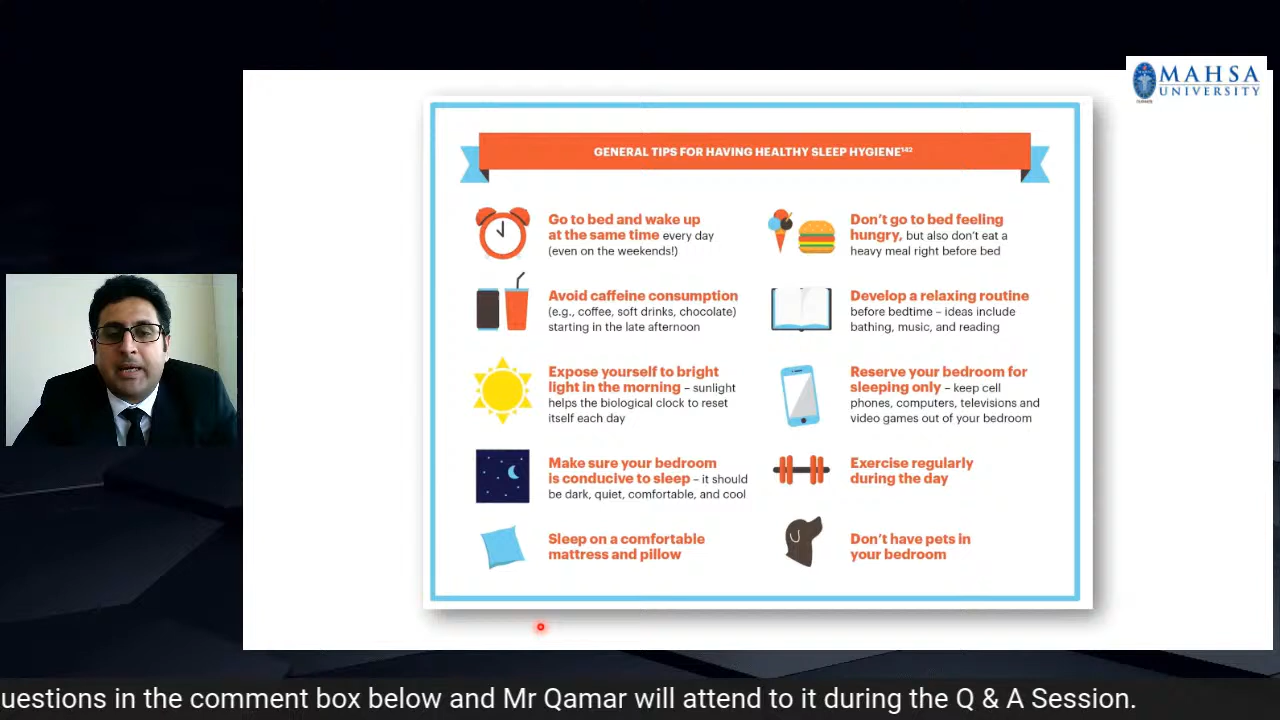 MAHSA
UNIVERSITY
GENERAL TIPS FOR HAVING HEALTHY SLEEP HYGIENE¹⁴²
Go to bed and wake up
at the same time every day
(even on the weekends!)
Avoid caffeine consumption
(e.g., coffee, soft drinks, chocolate)
starting in the late afternoon
Expose yourself to bright
light in the morning – sunlight
helps the biological clock to reset
itself each day
Make sure your bedroom
is conducive to sleep – it should
be dark, quiet, comfortable, and cool
Sleep on a comfortable
mattress and pillow
Don't go to bed feeling
hungry, but also don't eat a
heavy meal right before bed
Develop a relaxing routine
before bedtime – ideas include
bathing, music, and reading
Reserve your bedroom for
sleeping only – keep cell
phones, computers, televisions and
video games out of your bedroom
Exercise regularly
during the day
Don't have pets in
your bedroom
uestions in the comment box below and Mr Qamar will attend to it during the Q & A Session.